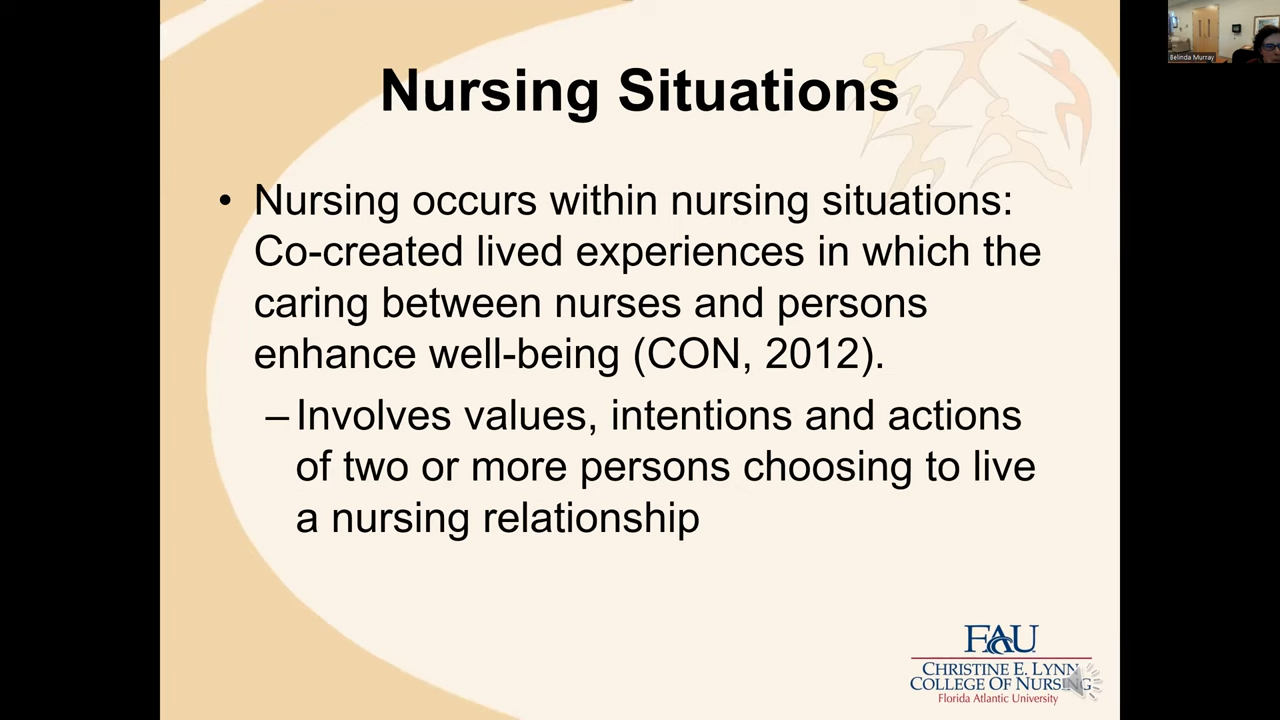 Belinda Murray
Nursing Situations
• Nursing occurs within nursing situations:
Co-created lived experiences in which the
caring between nurses and persons
enhance well-being (CON, 2012).
– Involves values, intentions and actions
of two or more persons choosing to live
a nursing relationship
FAU
CHRISTINE E. LYNN
COLLEGE OF NURSING
Florida Atlantic University